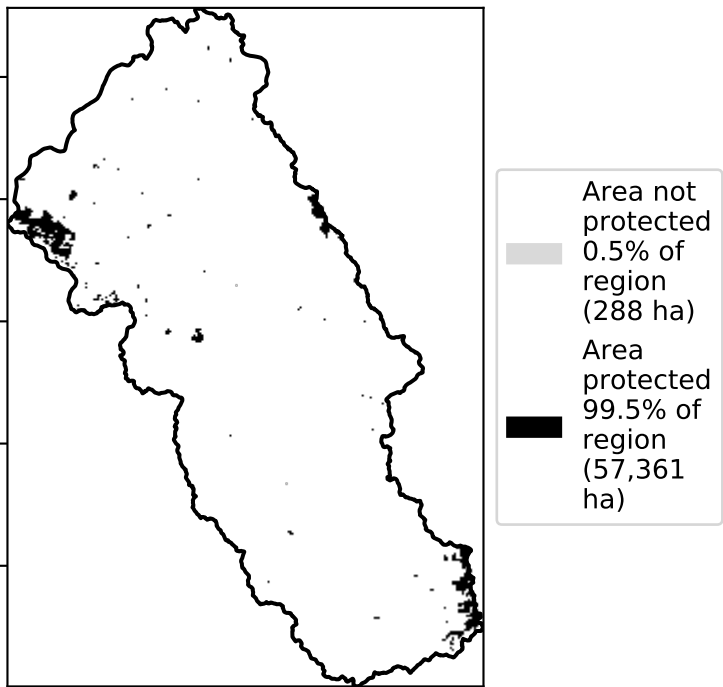 Area not
protected
0.5% of
region
(288 ha)
Area
protected
99.5% of
region
(57,361
ha)